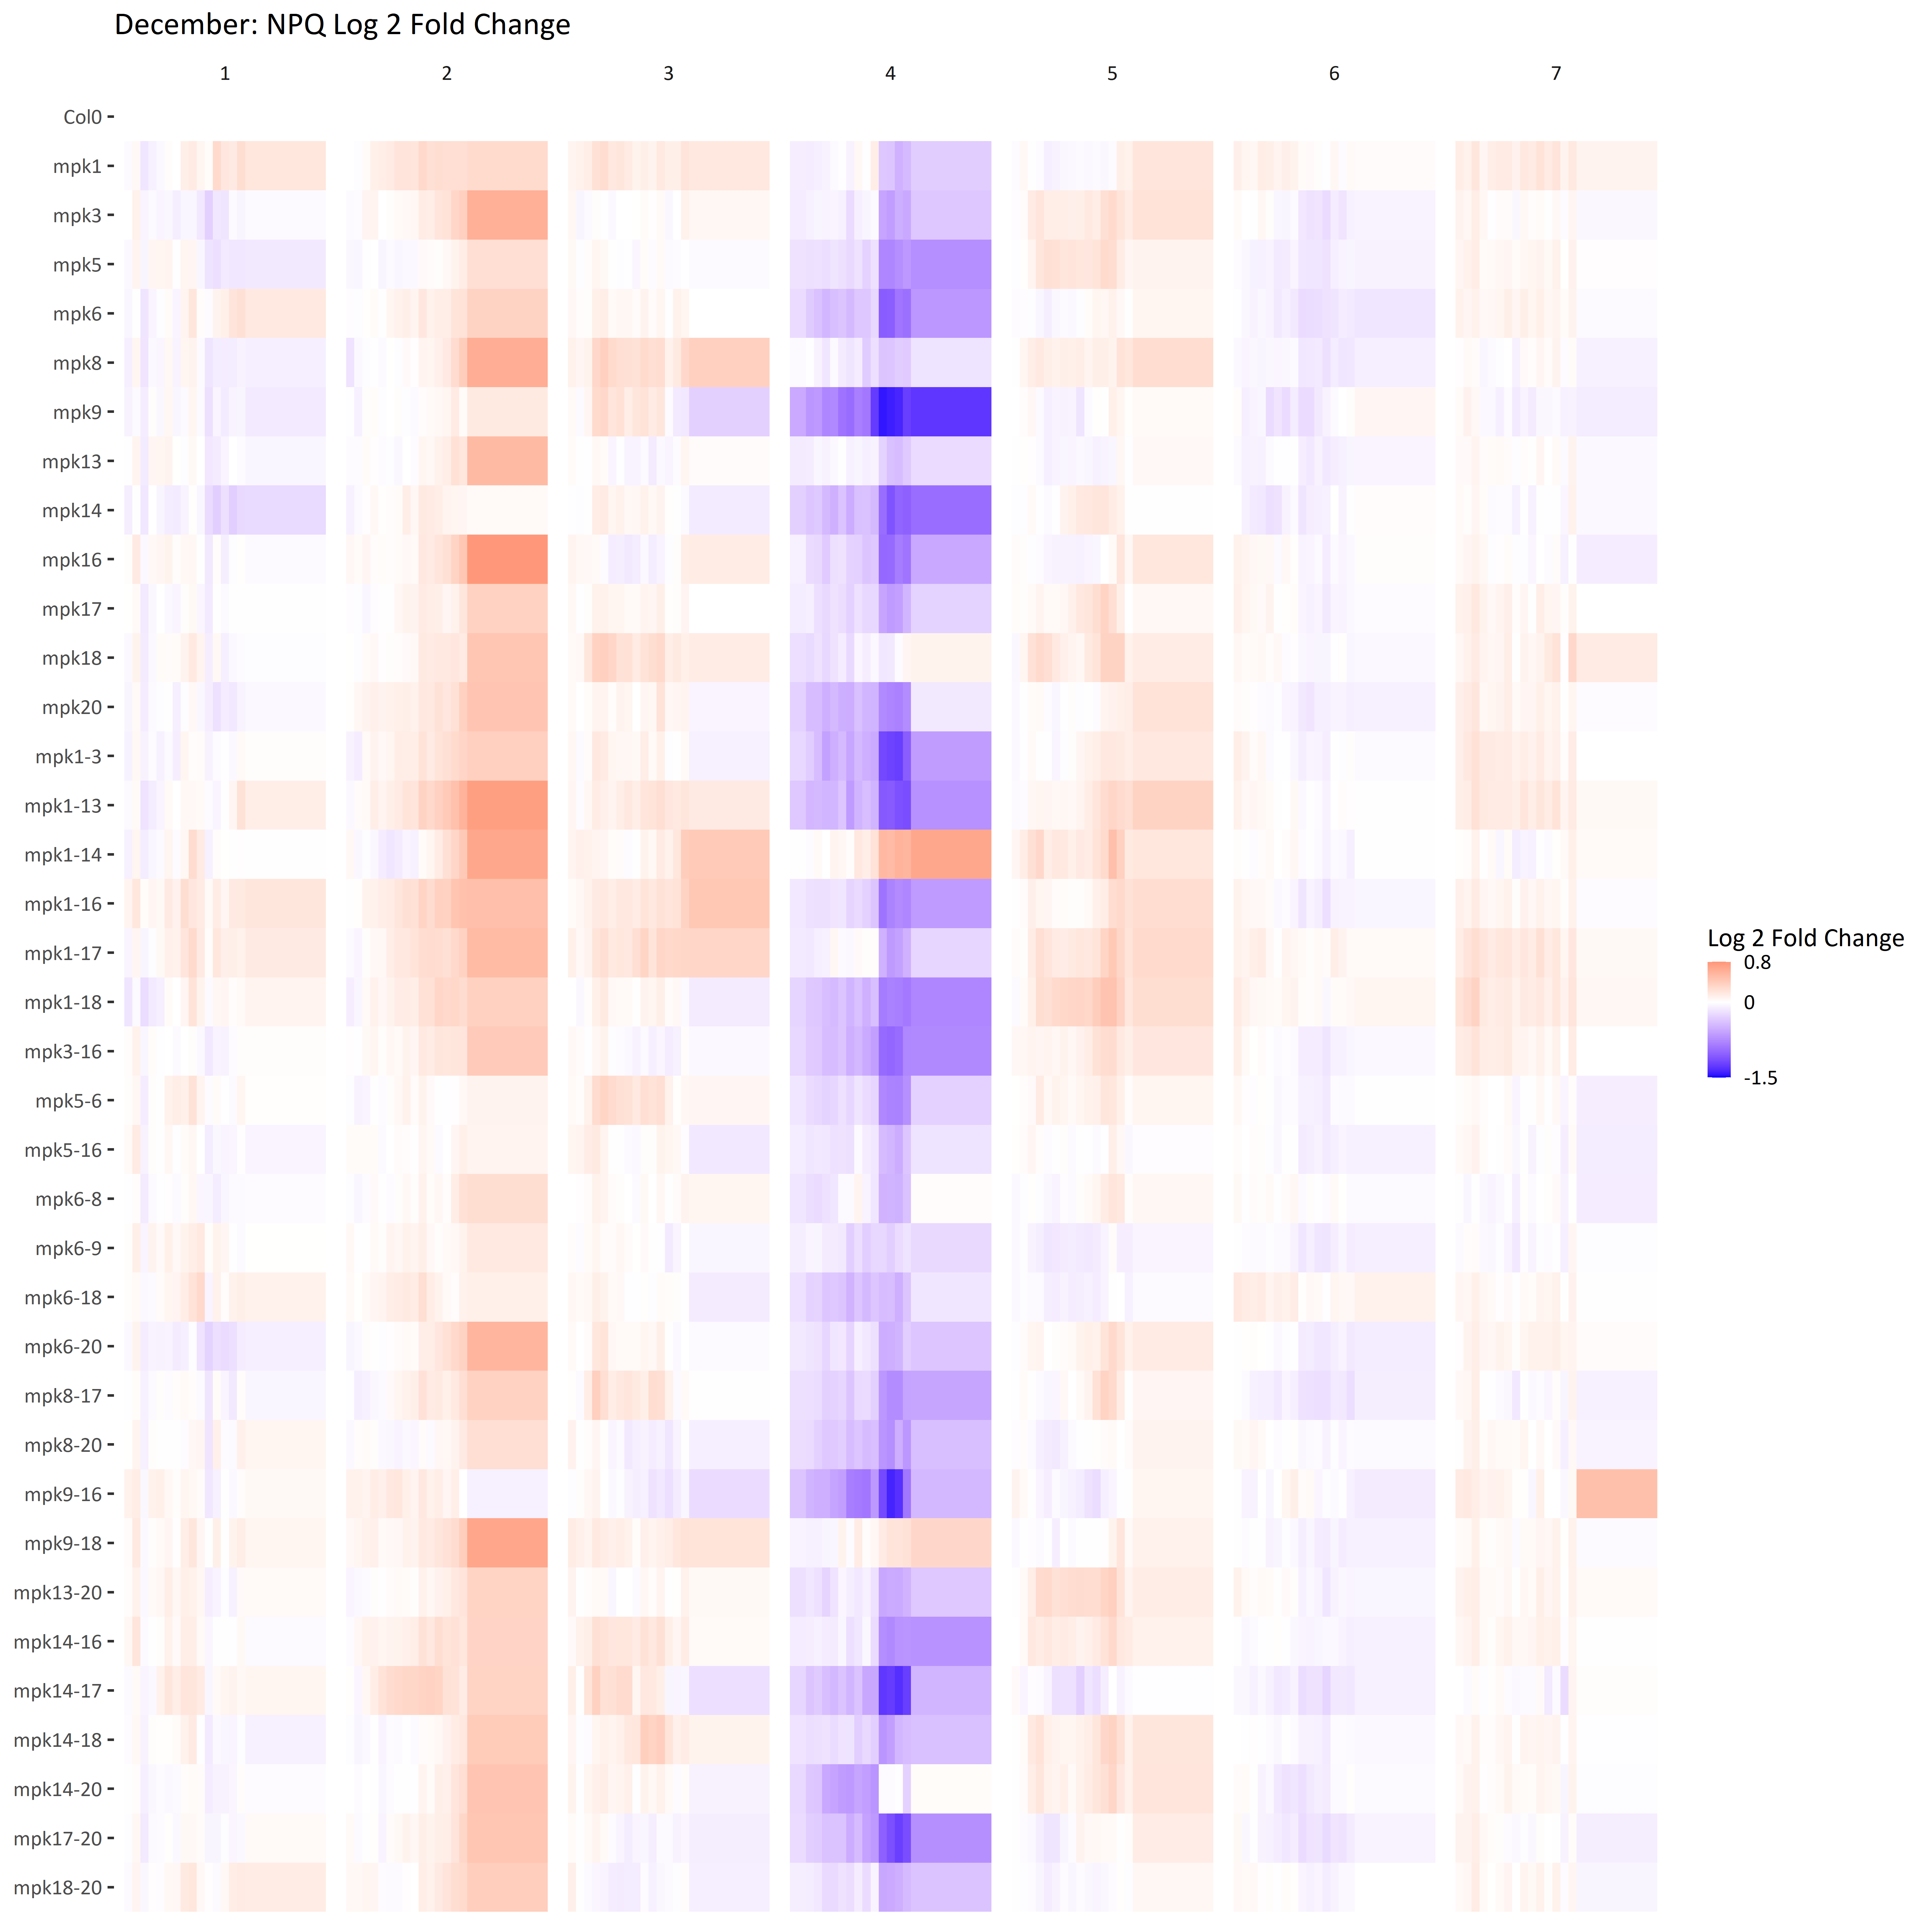 December: NPQ Log 2 Fold Change
1 2 3 4 5 6 7
Col0
mpk1
mpk3
mpk5
mpk6
mpk8
mpk9
mpk13
mpk14
mpk16
mpk17
mpk18
mpk20
mpk1-3
mpk1-13
mpk1-14
mpk1-16
mpk1-17
mpk1-18
mpk3-16
mpk5-6
mpk5-16
mpk6-8
mpk6-9
mpk6-18
mpk6-20
mpk8-17
mpk8-20
mpk9-16
mpk9-18
mpk13-20
mpk14-16
mpk14-17
mpk14-18
mpk14-20
mpk17-20
mpk18-20
Log 2 Fold Change
0.8
0
-1.5